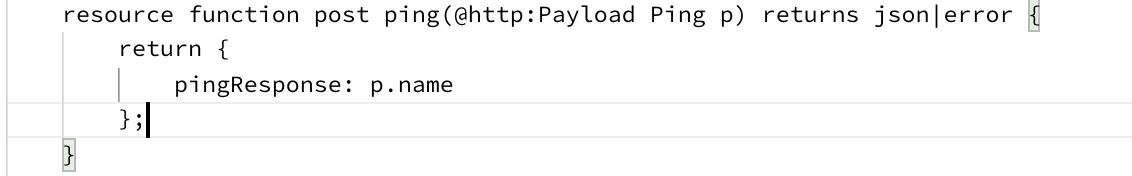 resource function post ping(@http:Payload Ping p) returns json|error {
    return {
        pingResponse: p.name
    };
}